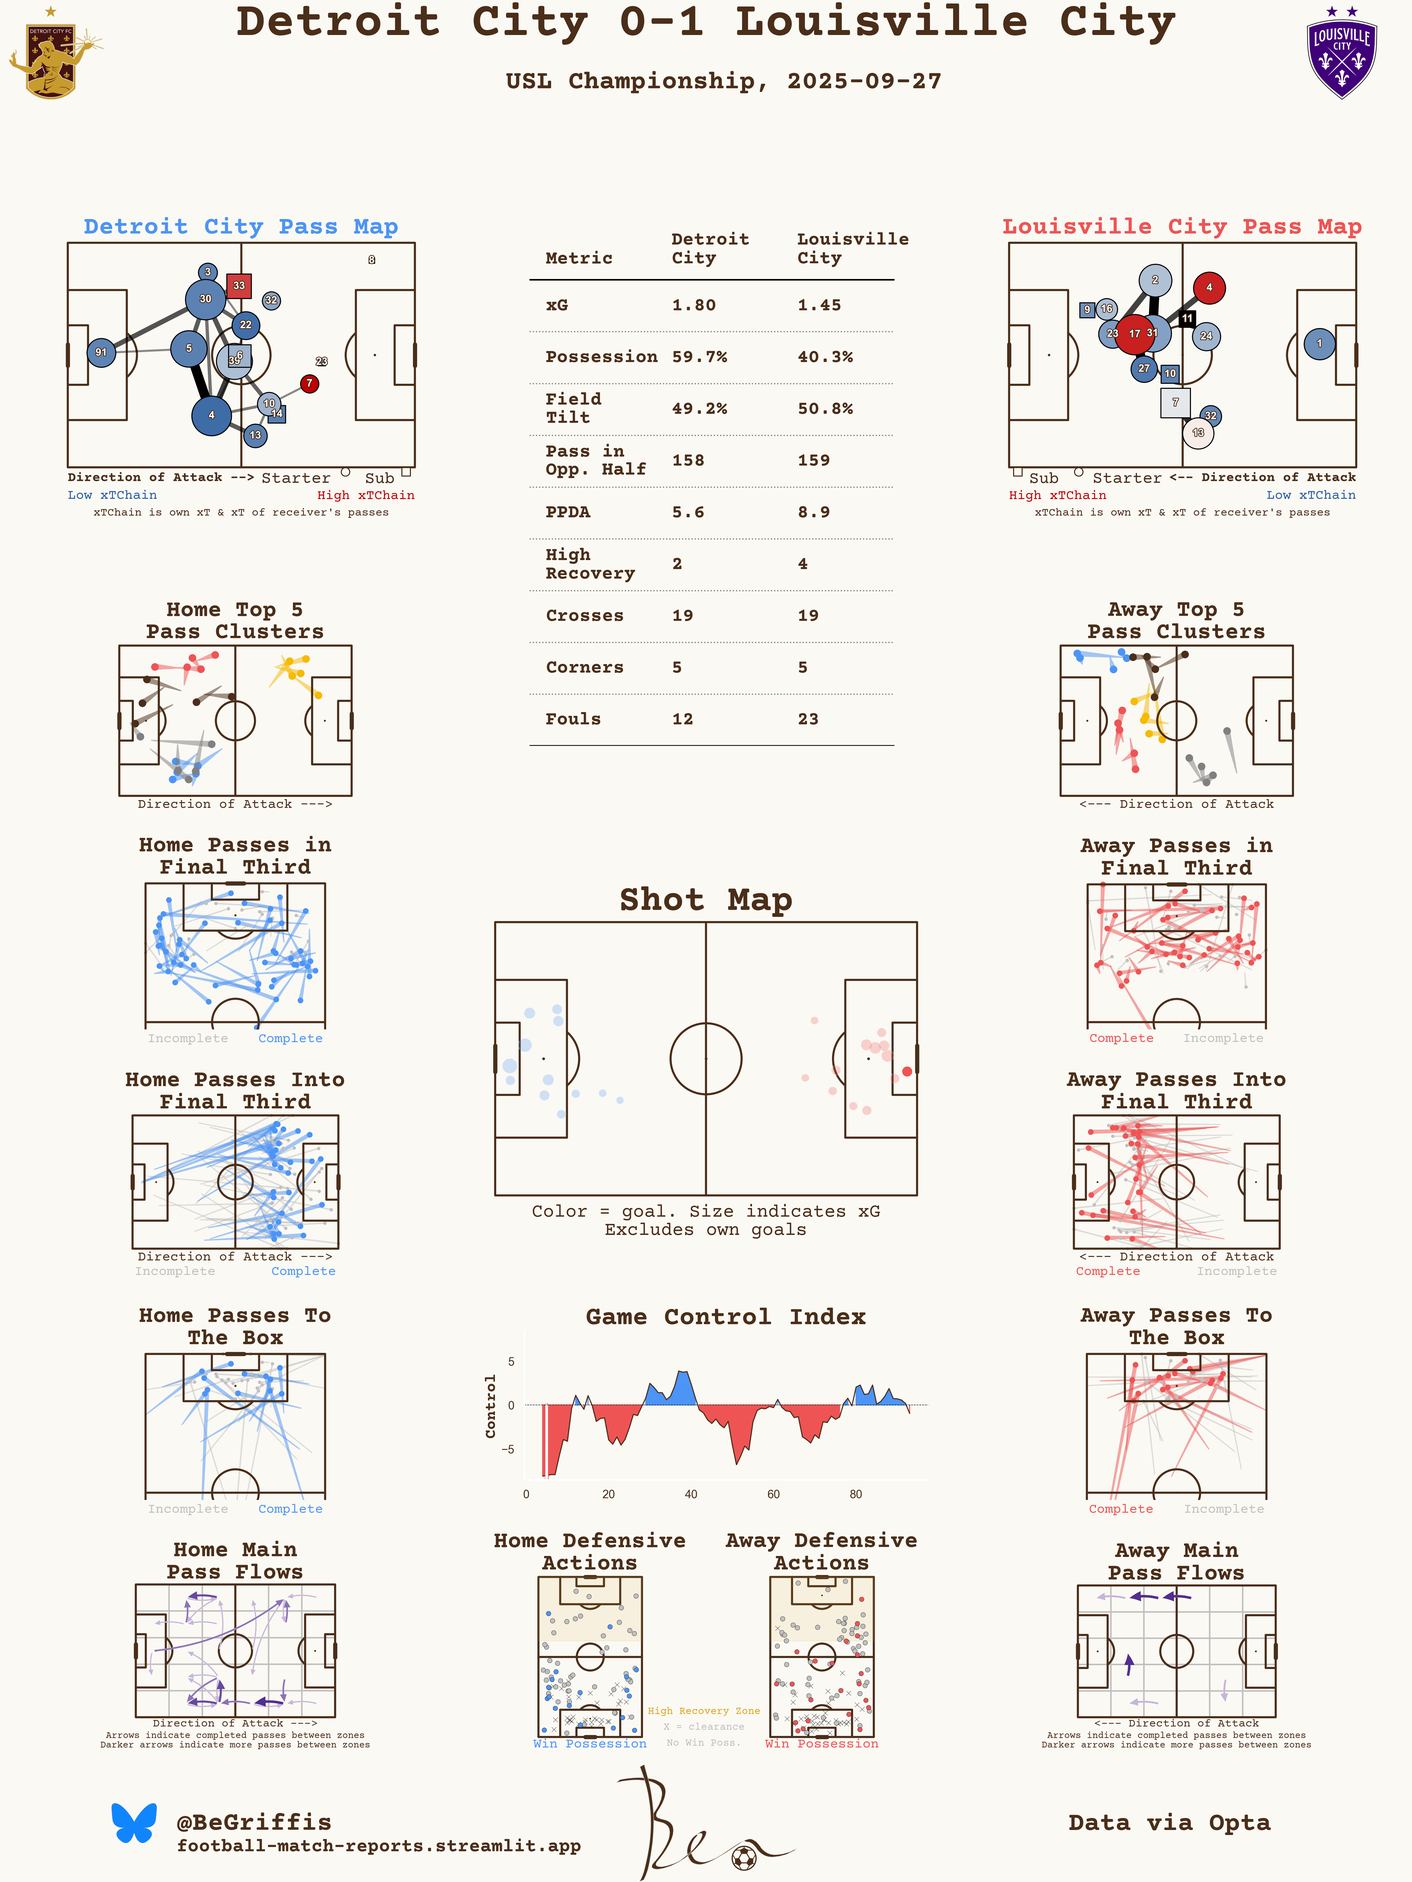 Detroit City 0-1 Louisville City
USL Championship, 2025-09-27
DETROIT CITY FC
LOUISVILLE
CITY
Detroit City Pass Map
3
33
8
30
32
22
91
5
6
35
23
7
10
14
4
13
Direction of Attack --> Starter Sub
Low xTChain High xTChain
xTChain is own xT & xT of receiver's passes
Metric Detroit City Louisville City
xG 1.80 1.45
Possession 59.7% 40.3%
Field Tilt 49.2% 50.8%
Pass in Opp. Half 158 159
PPDA 5.6 8.9
High Recovery 2 4
Crosses 19 19
Corners 5 5
Fouls 12 23
Louisville City Pass Map
2
4
9
16
11
23
17
31
24
1
27
10
7
32
13
Sub Starter <-- Direction of Attack
High xTChain Low xTChain
xTChain is own xT & xT of receiver's passes
Home Top 5
Pass Clusters
Direction of Attack --->
Away Top 5
Pass Clusters
<--- Direction of Attack
Home Passes in
Final Third
Incomplete Complete
Away Passes in
Final Third
Complete Incomplete
Shot Map
Color = goal. Size indicates xG
Excludes own goals
Home Passes Into
Final Third
Direction of Attack --->
Incomplete Complete
Away Passes Into
Final Third
<--- Direction of Attack
Complete Incomplete
Home Passes To
The Box
Incomplete Complete
Game Control Index
Control
5
0
−5
0 20 40 60 80
Away Passes To
The Box
Complete Incomplete
Home Main
Pass Flows
Direction of Attack --->
Arrows indicate completed passes between zones
Darker arrows indicate more passes between zones
Home Defensive
Actions
Win Possession
High Recovery Zone
X = clearance
No Win Poss.
Away Defensive
Actions
Win Possession
Away Main
Pass Flows
<--- Direction of Attack
Arrows indicate completed passes between zones
Darker arrows indicate more passes between zones
@BeGriffis
football-match-reports.streamlit.app
Ben
Data via Opta